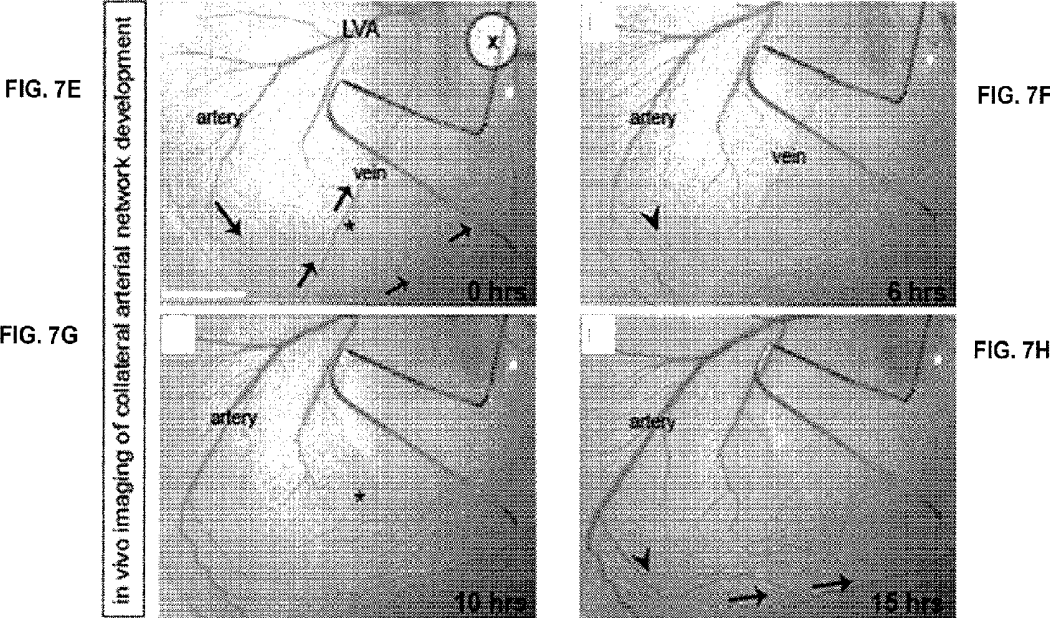 in vivo imaging of collateral arterial network development
FIG. 7E
LVA
x
artery
vein
*
0 hrs
FIG. 7F
artery
vein
6 hrs
FIG. 7G
artery
*
10 hrs
FIG. 7H
artery
15 hrs